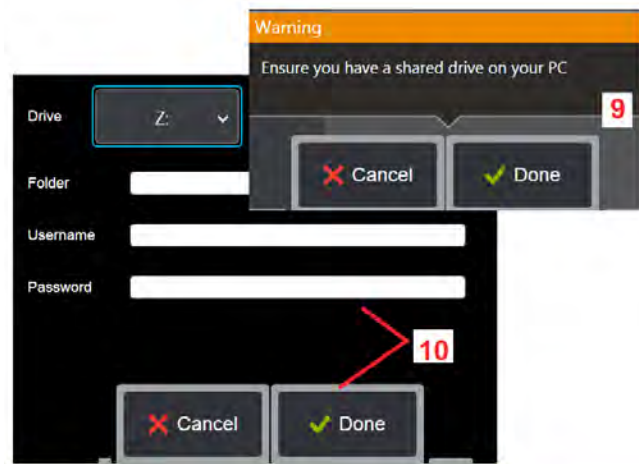 Warning
Ensure you have a shared drive on your PC
9
Cancel Done
Drive Z:
Folder
Username
Password
10
Cancel Done